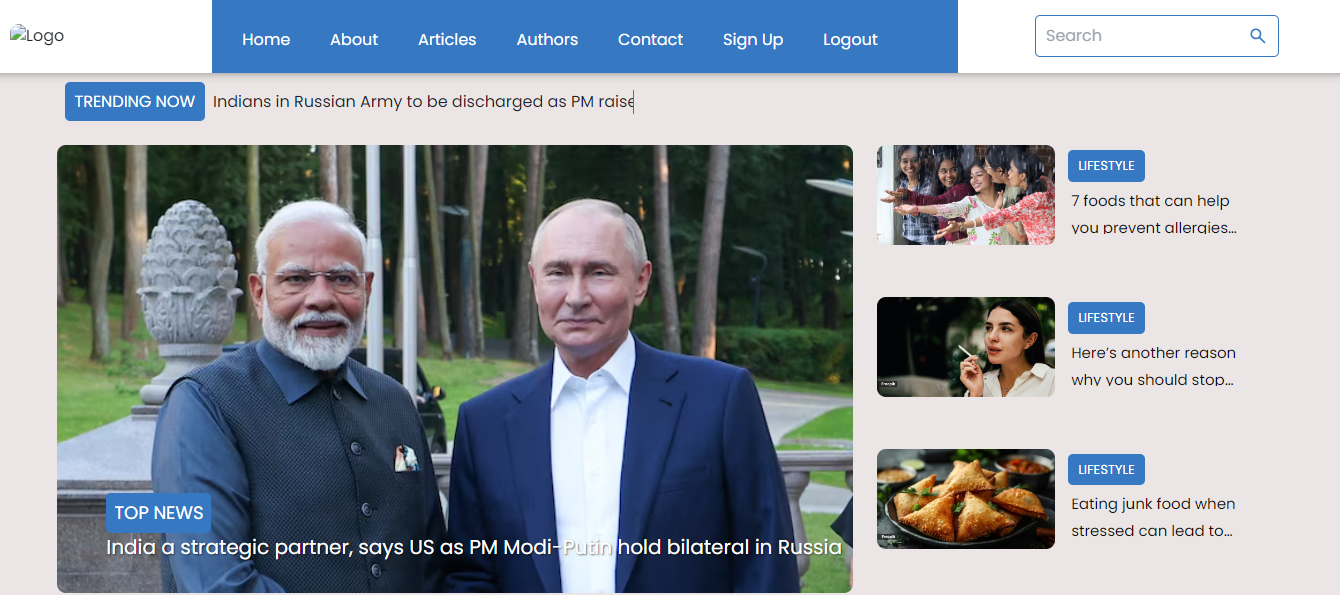 Logo
Home About Articles Authors Contact Sign Up Logout
Search
TRENDING NOW Indians in Russian Army to be discharged as PM raise
TOP NEWS
India a strategic partner, says US as PM Modi-Putin hold bilateral in Russia
LIFESTYLE
7 foods that can help
you prevent allergies...
LIFESTYLE
Here's another reason
why you should stop...
Freepik
LIFESTYLE
Eating junk food when
stressed can lead to...
Freepik